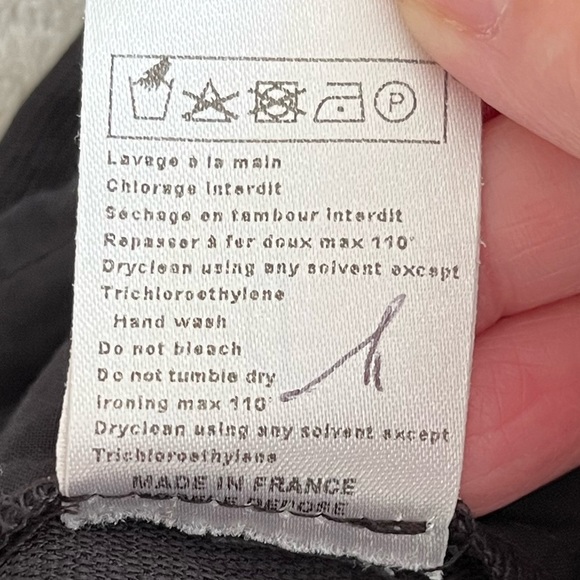 P
Lavage à la main
Chlorage interdit
Séchage en tambour interdit
Repasser à fer doux max 110°
Dryclean using any solvent except
Trichloroethylene
Hand wash
Do not bleach
Do not tumble dry
Ironing max 110°
Dryclean using any solvent except
Trichloroethylene
MADE IN FRANCE